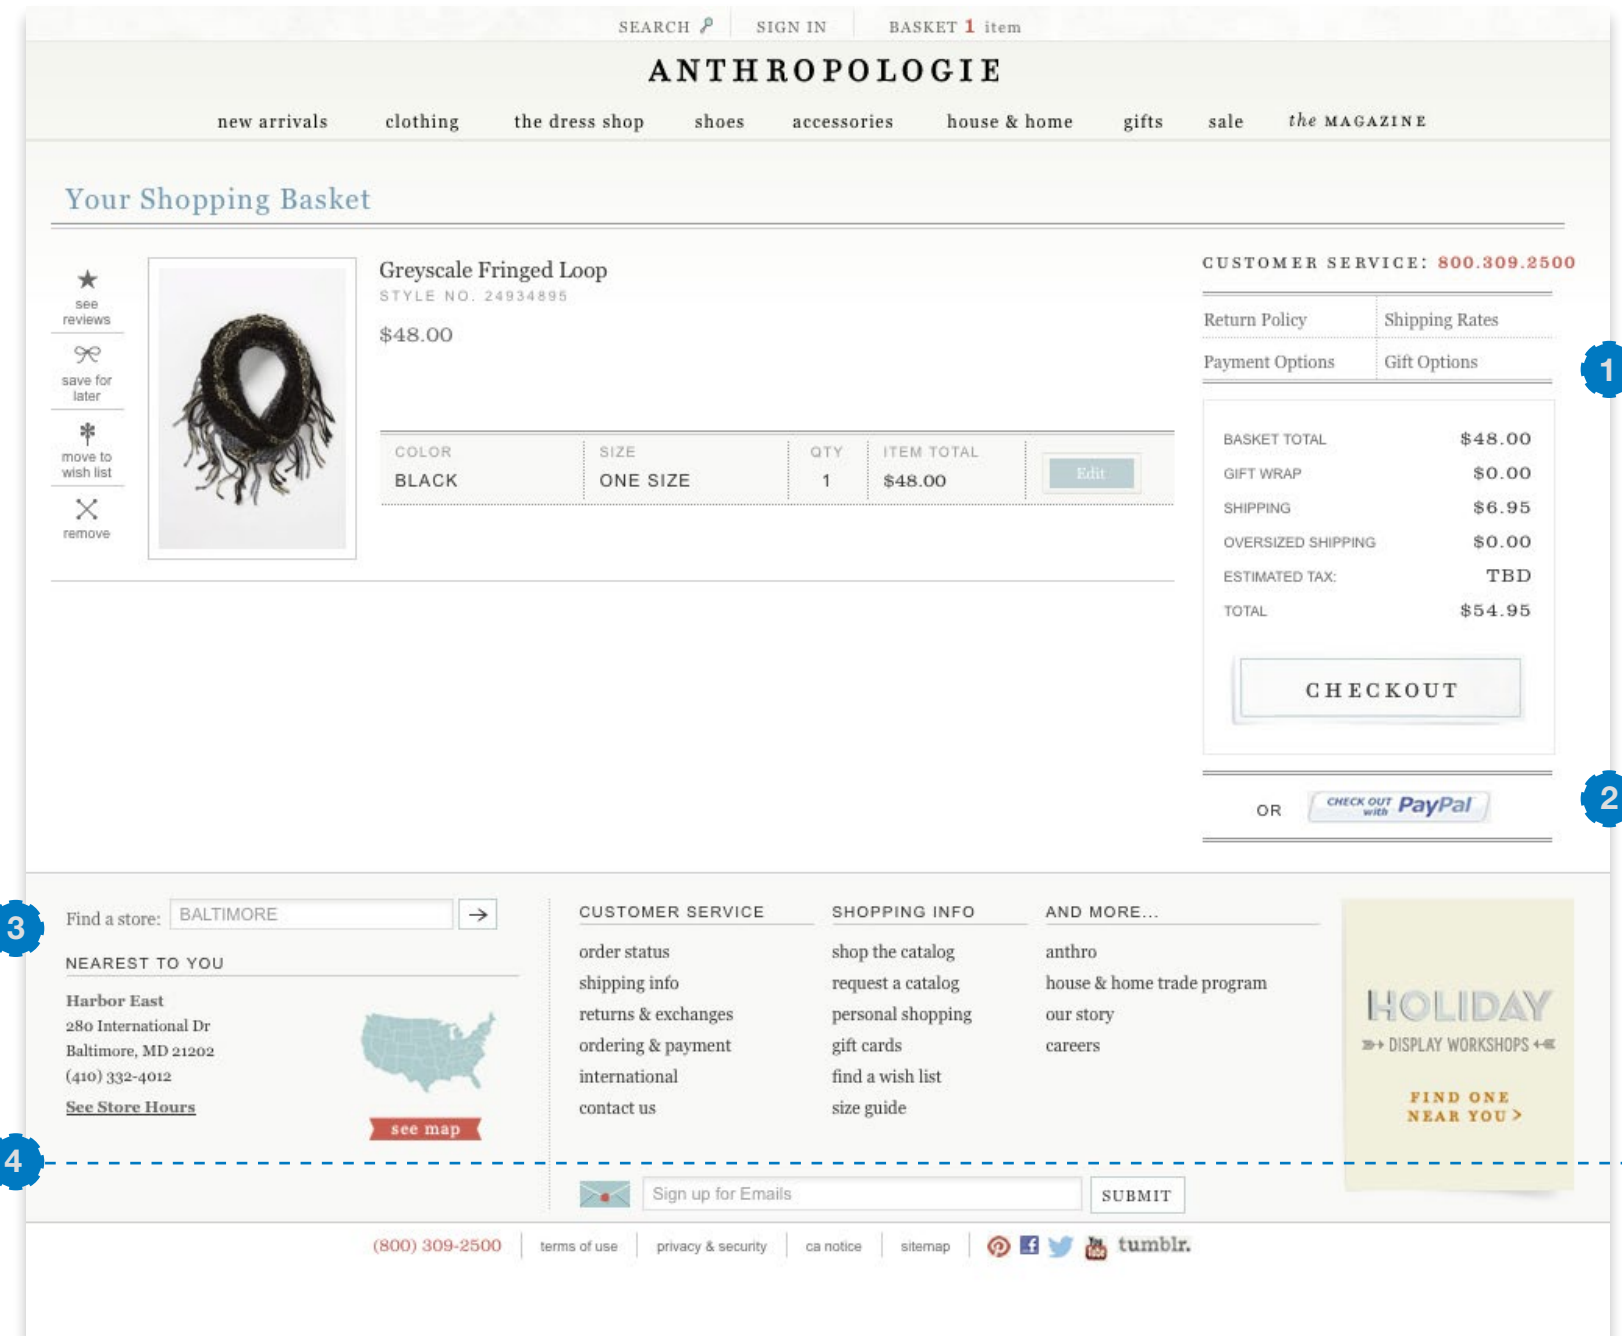 SEARCH SIGN IN BASKET 1 item
ANTHROPOLOGIE
new arrivals clothing the dress shop shoes accessories house & home gifts sale the MAGAZINE
Your Shopping Basket
see
reviews
save for
later
move to
wish list
remove
Greyscale Fringed Loop
STYLE NO. 24934895
$48.00
COLOR SIZE QTY ITEM TOTAL
BLACK ONE SIZE 1 $48.00 Edit
CUSTOMER SERVICE: 800.309.2500
Return Policy Shipping Rates
Payment Options Gift Options
1
BASKET TOTAL $48.00
GIFT WRAP $0.00
SHIPPING $6.95
OVERSIZED SHIPPING $0.00
ESTIMATED TAX: TBD
TOTAL $54.95
CHECKOUT
2
OR CHECK OUT with PayPal
3
Find a store: BALTIMORE
NEAREST TO YOU
Harbor East
280 International Dr
Baltimore, MD 21202
(410) 332-4012
See Store Hours
see map
4
CUSTOMER SERVICE
order status
shipping info
returns & exchanges
ordering & payment
international
contact us
SHOPPING INFO
shop the catalog
request a catalog
personal shopping
gift cards
find a wish list
size guide
AND MORE...
anthro
house & home trade program
our story
careers
HOLIDAY
DISPLAY WORKSHOPS
FIND ONE
NEAR YOU >
Sign up for Emails SUBMIT
(800) 309-2500 terms of use privacy & security ca notice sitemap You Tube tumblr.